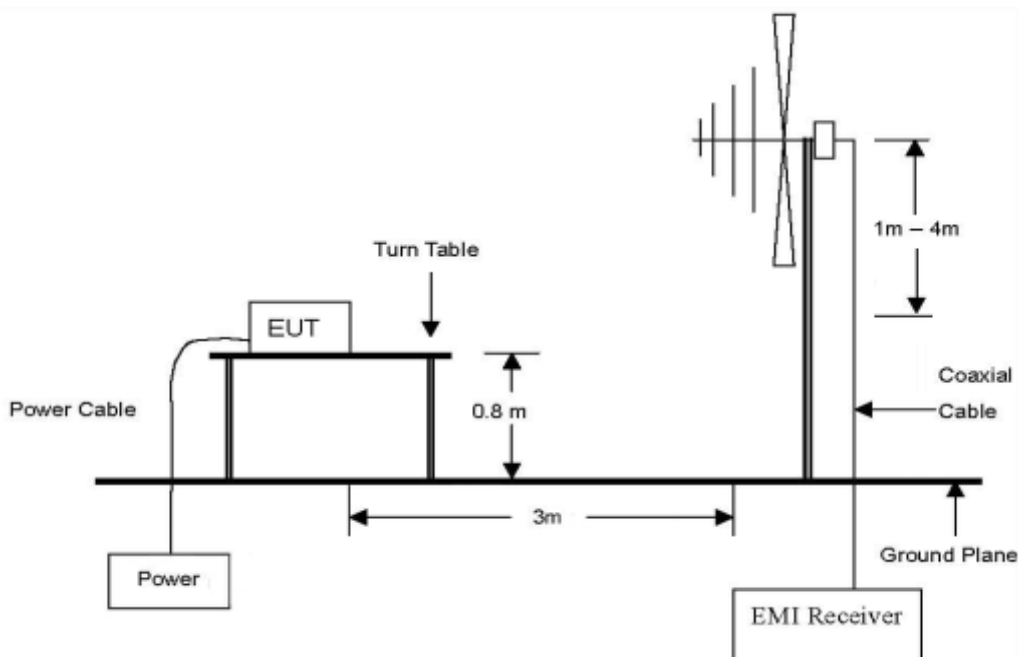 1m – 4m
Turn Table
EUT
Coaxial
Cable
Power Cable
0.8 m
3m
Ground Plane
Power
EMI Receiver